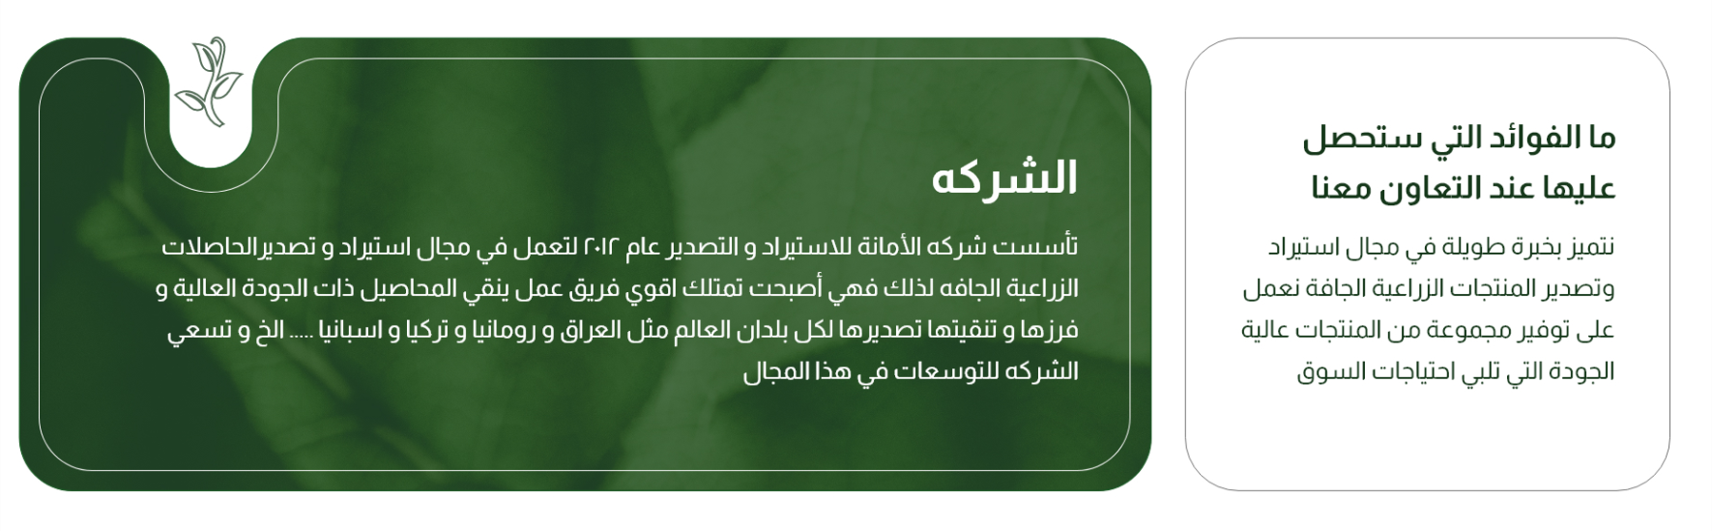 ما الفوائد التي ستحصل
عليها عند التعاون معنا
نتميز بخبرة طويلة في مجال استيراد
وتصدير المنتجات الزراعية الجافة نعمل
على توفير مجموعة من المنتجات عالية
الجودة التي تلبي احتياجات السوق
الشركه
تأسست شركه الأمانة للاستيراد و التصدير عام ٢٠١٢ لتعمل في مجال استيراد و تصديرالحاصلات
الزراعية الجافه لذلك فهي أصبحت تمتلك اقوي فريق عمل ينقي المحاصيل ذات الجودة العالية و
فرزها و تنقيتها تصديرها لكل بلدان العالم مثل العراق و رومانيا و تركيا و اسبانيا ..... الخ و تسعي
الشركه للتوسعات في هذا المجال